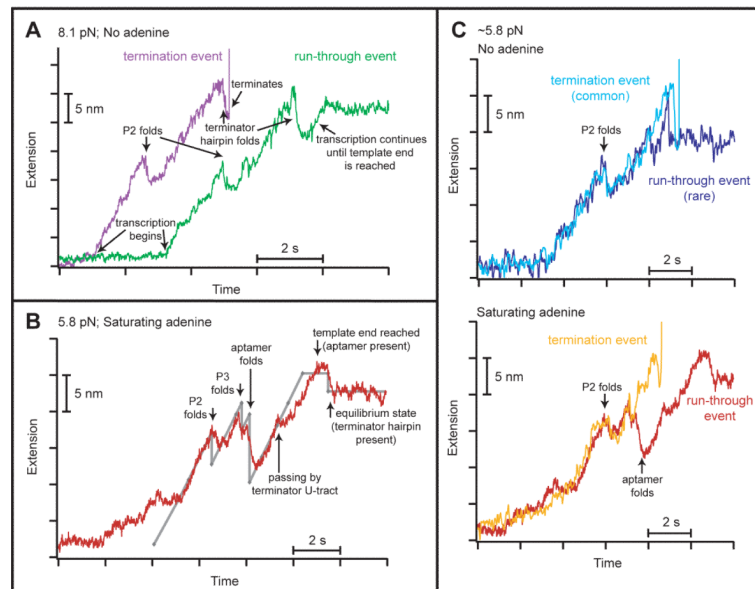 A
8.1 pN; No adenine
termination event
run-through event
terminates
5 nm
P2 folds
terminator
hairpin folds
transcription continues
until template end
is reached
transcription
begins
2 s
Extension
Time
B
5.8 pN; Saturating adenine
template end reached
(aptamer present)
aptamer
folds
P3
folds
P2
folds
5 nm
equilibrium state
(terminator hairpin
present)
passing by
terminator U-tract
2 s
Extension
Time
C
~5.8 pN
No adenine
termination event
(common)
5 nm
P2 folds
run-through event
(rare)
2 s
Extension
Time
Saturating adenine
termination event
5 nm
P2 folds
run-through
event
aptamer
folds
2 s
Extension
Time